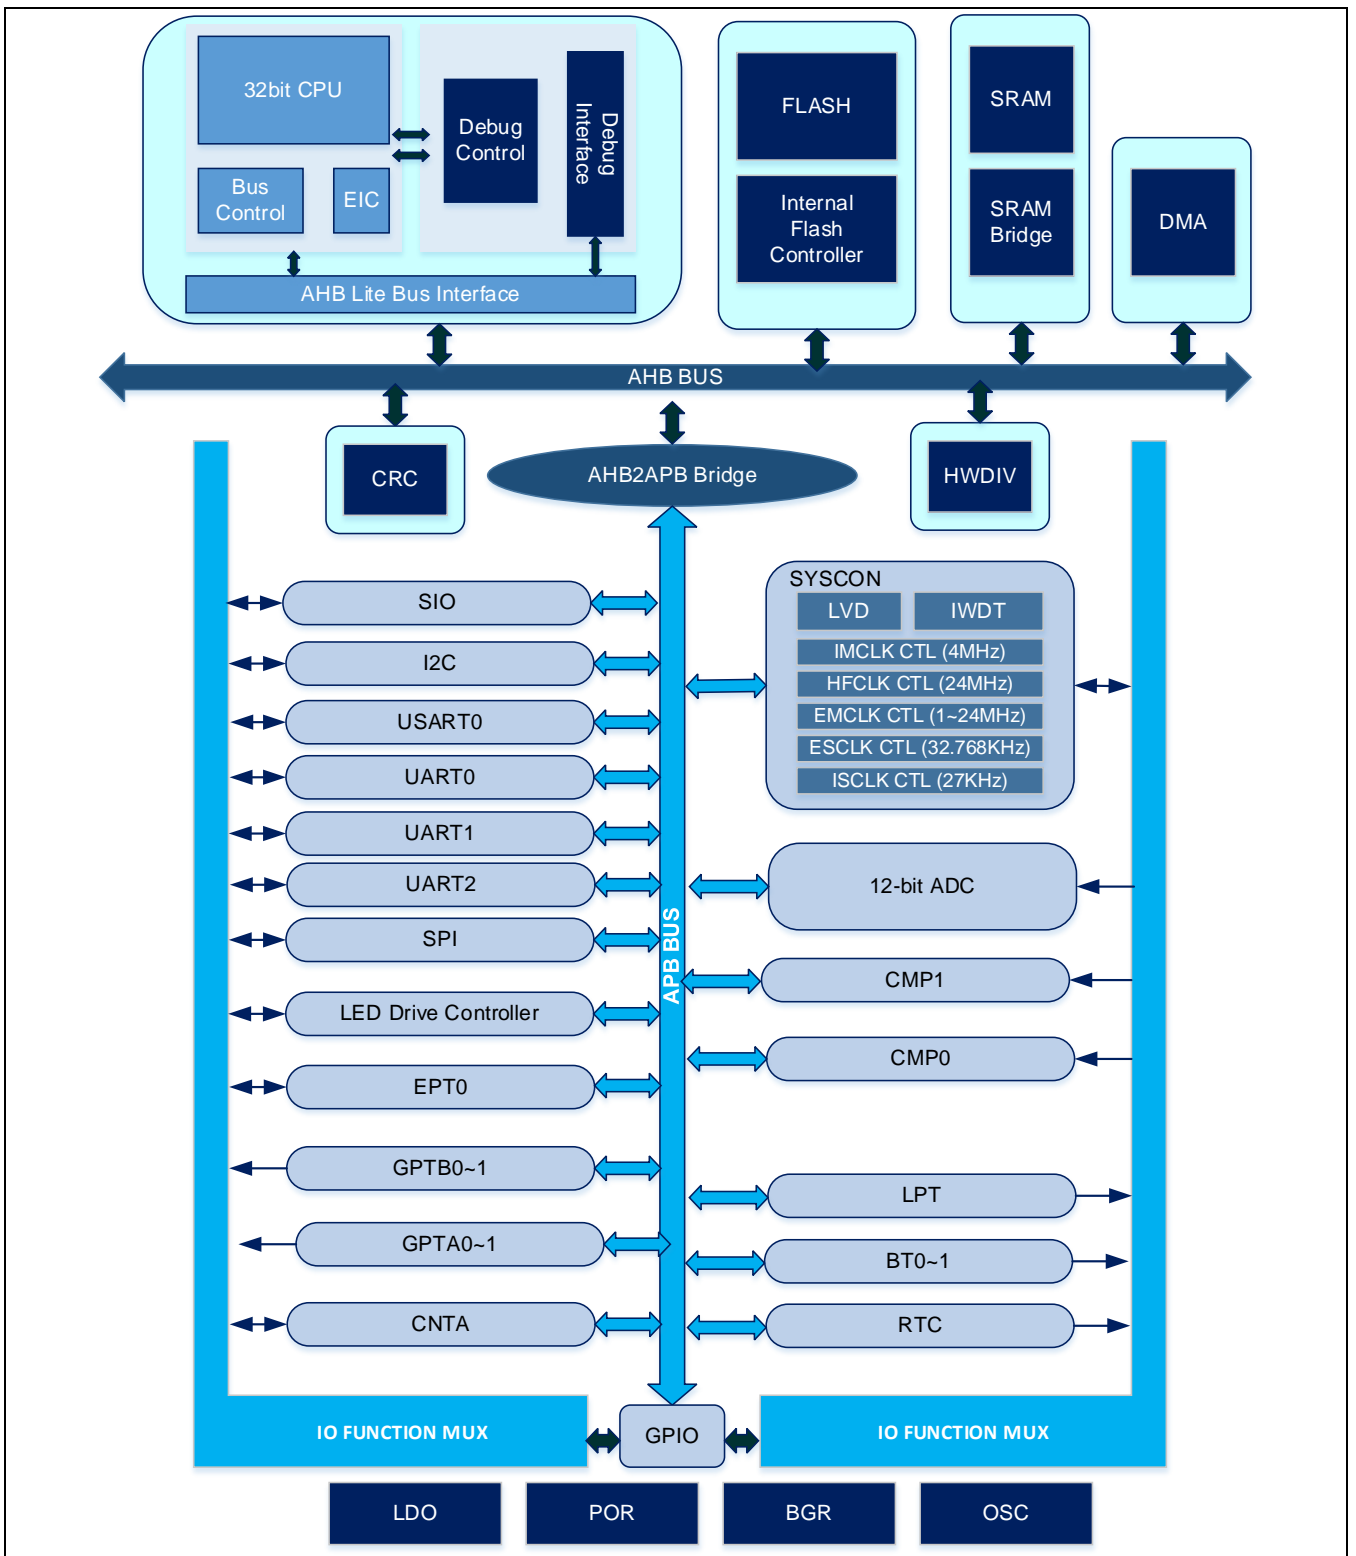 32bit CPU
Bus
Control
EIC
Debug
Control
Debug
Interface
AHB Lite Bus Interface
FLASH
Internal
Flash
Controller
SRAM
SRAM
Bridge
DMA
AHB BUS
CRC
AHB2APB Bridge
HWDIV
SIO
I2C
USART0
UART0
UART1
UART2
SPI
LED Drive Controller
EPT0
GPTB0~1
GPTA0~1
CNTA
APB BUS
SYSCON
LVD
IWDT
IMCLK CTL (4MHz)
HFCLK CTL (24MHz)
EMCLK CTL (1~24MHz)
ESCLK CTL (32.768KHz)
ISCLK CTL (27KHz)
12-bit ADC
CMP1
CMP0
LPT
BT0~1
RTC
IO FUNCTION MUX
GPIO
IO FUNCTION MUX
LDO
POR
BGR
OSC